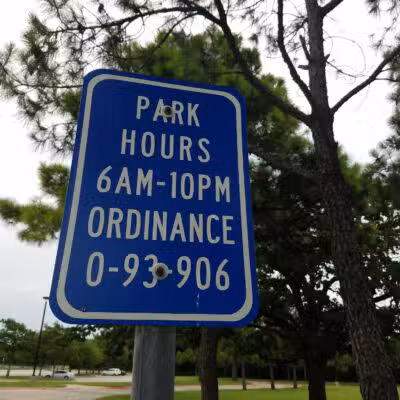 PARK
HOURS
6AM-10PM
ORDINANCE
0-93-906